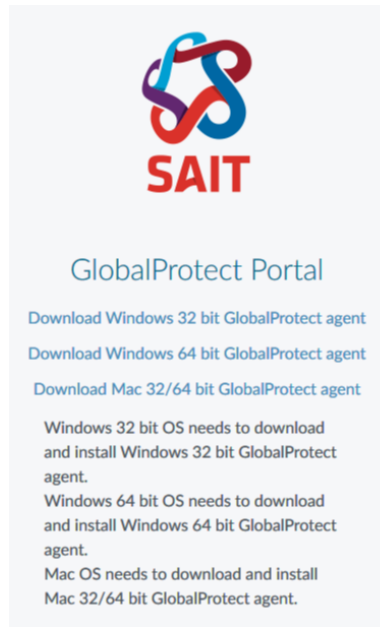 SAIT
GlobalProtect Portal
Download Windows 32 bit GlobalProtect agent
Download Windows 64 bit GlobalProtect agent
Download Mac 32/64 bit GlobalProtect agent
Windows 32 bit OS needs to download
and install Windows 32 bit GlobalProtect
agent.
Windows 64 bit OS needs to download
and install Windows 64 bit GlobalProtect
agent.
Mac OS needs to download and install
Mac 32/64 bit GlobalProtect agent.